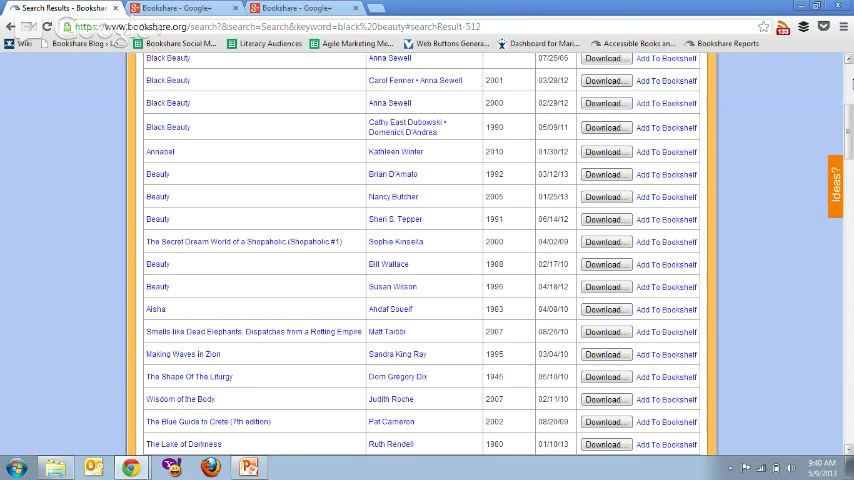 Search Results - Booksha
Bookshare - Google+
Bookshare - Google+
https://www.bookshare.org/search?&search=Search&keyword=black%20beauty#searchResult-512
Wiki
Bookshare Blog
Bookshare Social M...
Literacy Audiences
Agile Marketing Me...
Web Buttons Genera...
Dashboard for Mari...
Accessible Books an...
Bookshare Reports
Black Beauty Anna Sewell 07/25/06 Download... Add To Bookshelf
Black Beauty Carol Fenner • Anna Sewell 2001 03/28/12 Download... Add To Bookshelf
Black Beauty Anna Sewell 2000 02/29/12 Download... Add To Bookshelf
Black Beauty Cathy East Dubowski • Domenick D'Andrea 1990 05/09/11 Download... Add To Bookshelf
Annabel Kathleen Winter 2010 01/30/12 Download... Add To Bookshelf
Beauty Brian D'Amato 1992 03/12/13 Download... Add To Bookshelf
Beauty Nancy Butcher 2005 01/25/13 Download... Add To Bookshelf
Beauty Sheri S. Tepper 1991 06/14/12 Download... Add To Bookshelf
The Secret Dream World of a Shopaholic (Shopaholic #1) Sophie Kinsella 2000 04/02/09 Download... Add To Bookshelf
Beauty Bill Wallace 1988 02/17/10 Download... Add To Bookshelf
Beauty Susan Wilson 1996 04/18/12 Download... Add To Bookshelf
Aisha Ahdaf Soueif 1983 04/08/10 Download... Add To Bookshelf
Smells like Dead Elephants: Dispatches from a Rotting Empire Matt Taibbi 2007 08/26/10 Download... Add To Bookshelf
Making Waves in Zion Sandra King Ray 1995 03/04/10 Download... Add To Bookshelf
The Shape Of The Liturgy Dom Gregory Dix 1945 05/10/10 Download... Add To Bookshelf
Wisdom of the Body Judith Roche 2007 02/11/10 Download... Add To Bookshelf
The Blue Guide to Crete (7th edition) Pat Cameron 2002 08/20/09 Download... Add To Bookshelf
The Lake of Darkness Ruth Rendell 1980 01/10/13 Download... Add To Bookshelf
Ideas?
9:40 AM
5/9/2013